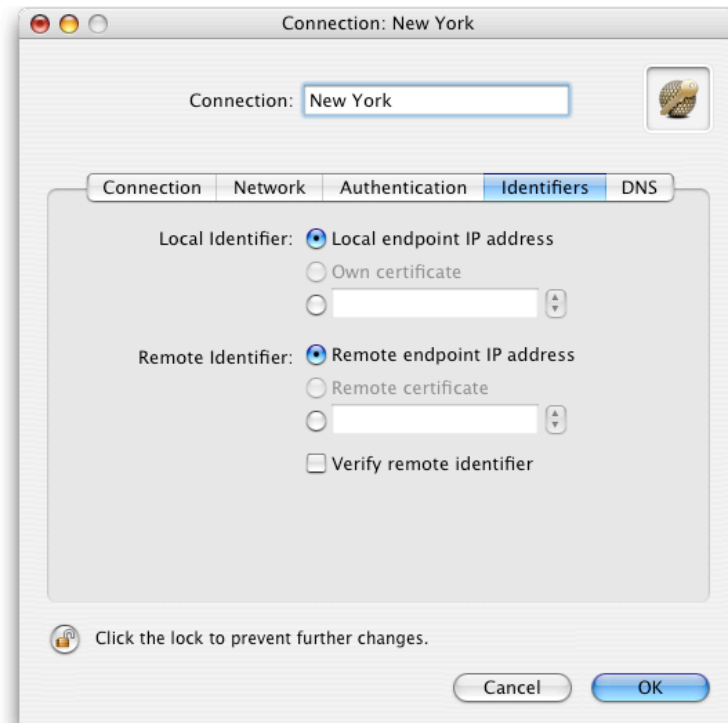 Connection: New York
Connection: New York
Connection Network Authentication Identifiers DNS
Local Identifier: Local endpoint IP address
Own certificate
Remote Identifier: Remote endpoint IP address
Remote certificate
Verify remote identifier
Click the lock to prevent further changes.
Cancel OK